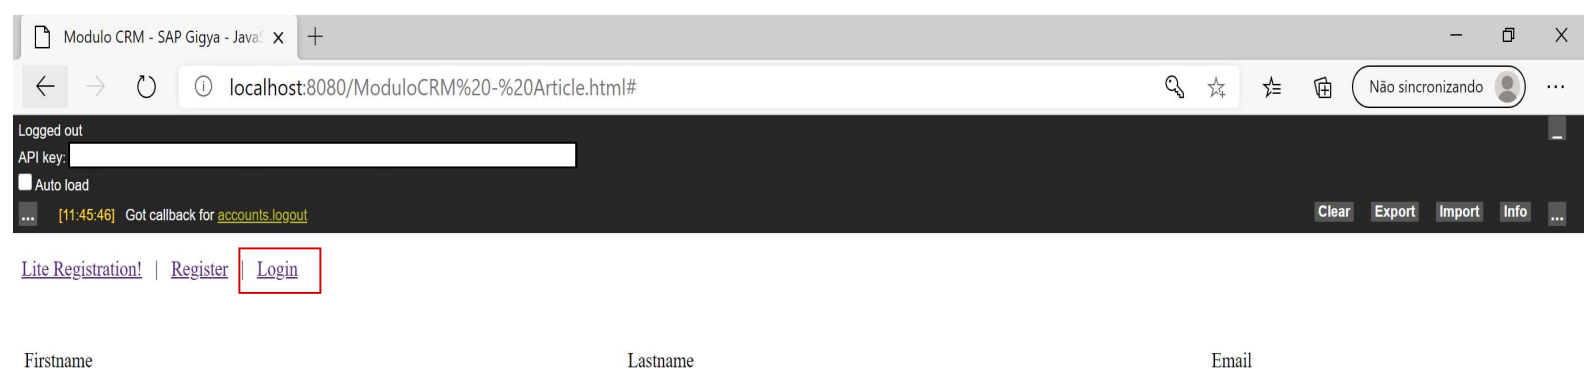 Modulo CRM - SAP Gigya - Java
localhost:8080/ModuloCRM%20-%20Article.html#
Não sincronizando
Logged out
API key:
Auto load
... [11:45:46] Got callback for accounts.logout Clear Export Import Info ...
Lite Registration! | Register | Login
Firstname Lastname Email